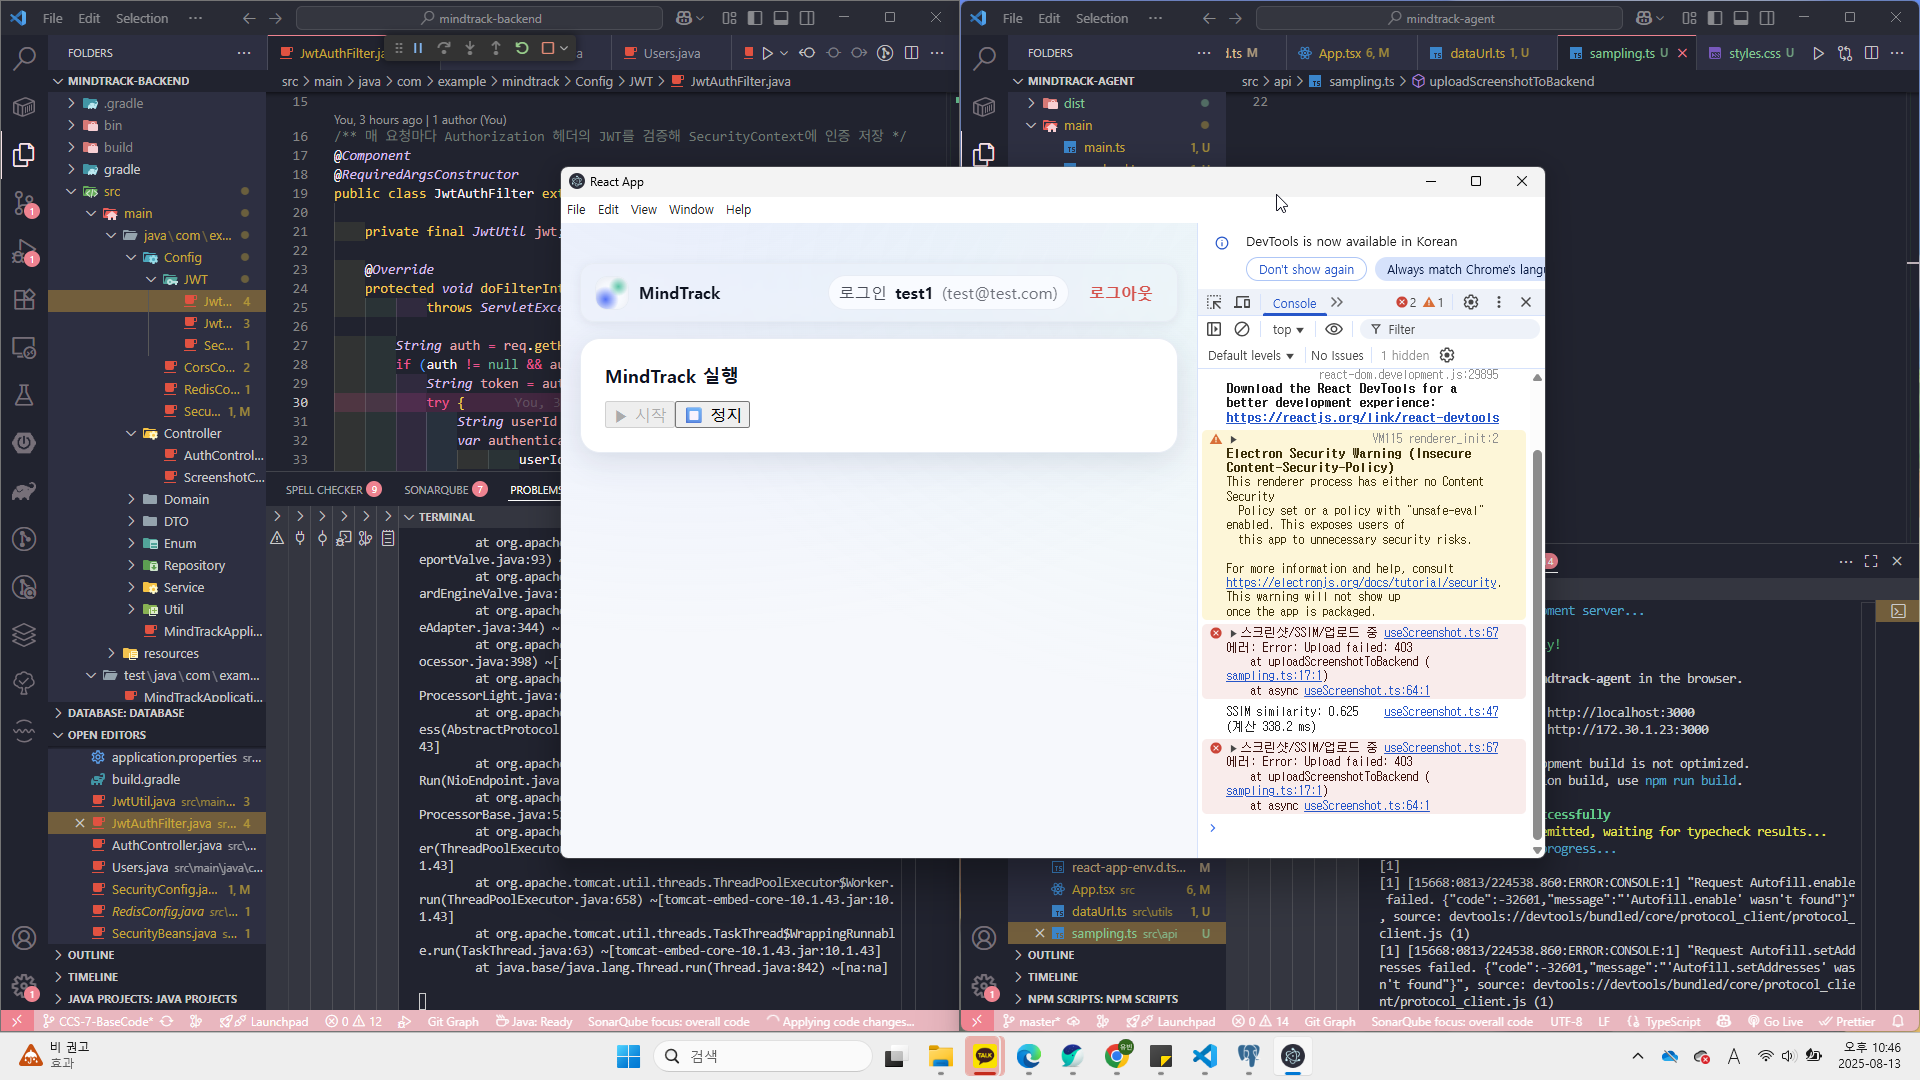 File Edit Selection ··· mindtrack-backend
FOLDERS
MINDTRACK-BACKEND
.gradle
bin
build
gradle
src
main
java\com\ex...
Config
JWT
Jwt... 4
Jwt... 3
Sec... 1
CorsCo... 2
RedisCo... 1
Secu... 1, M
Controller
AuthControl...
ScreenshotC...
Domain
DTO
Enum
Repository
Service
Util
MindTrackAppli...
resources
test\java\com\exam...
MindTrackApplicati...
DATABASE: DATABASE
OPEN EDITORS
application.properties sr...
build.gradle
JwtUtil.java src\main... 3
JwtAuthFilter.java sr... 4
AuthController.java src\...
Users.java src\main\java\c...
SecurityConfig.ja... 1, M
RedisConfig.java src\... 1
SecurityBeans.java s... 1
OUTLINE
TIMELINE
JAVA PROJECTS: JAVA PROJECTS
JwtAuthFilter.ja
Users.java
src > main > java > com > example > mindtrack > Config > JWT > JwtAuthFilter.java
15
You, 3 hours ago | 1 author (You)
16 /** 매 요청마다 Authorization 헤더의 JWT를 검증해 SecurityContext에 인증 저장 */
17 @Component
18 @RequiredArgsConstructor
19 public class JwtAuthFilter ext
20
21 private final JwtUtil jwt;
22
23 @Override
24 protected void doFilterInt
25 throws ServletExce
26
27 String auth = req.getH
28 if (auth != null && au
29 String token = aut
30 try { You, 3
31 String userId
32 var authentica
33 userId
SPELL CHECKER 9 SONARQUBE 7 PROBLEMS
TERMINAL
at org.apache
eportValve.java:93) ~
at org.apache
ardEngineValve.java:
at org.apache
eAdapter.java:344) ~
at org.apache
ocessor.java:398) ~[t
at org.apache
ProcessorLight.java:
at org.apache
ess(AbstractProtocol
43]
at org.apache
Run(NioEndpoint.java
at org.apache
ProcessorBase.java:5
at org.apache
er(ThreadPoolExecutor
1.43]
at org.apache.tomcat.util.threads.ThreadPoolExecutor$Worker.
run(ThreadPoolExecutor.java:658) ~[tomcat-embed-core-10.1.43.jar:10.
1.43]
at org.apache.tomcat.util.threads.TaskThread$WrappingRunnabl
e.run(TaskThread.java:63) ~[tomcat-embed-core-10.1.43.jar:10.1.43]
at java.base/java.lang.Thread.run(Thread.java:842) ~[na:na]
CCS-7-BaseCode* Launchpad 0 12 Git Graph Java: Ready SonarQube focus: overall code Applying code changes...
React App
File Edit View Window Help
MindTrack 로그인 test1 (test@test.com) 로그아웃
MindTrack 실행
▶ 시작 정지
DevTools is now available in Korean
Don't show again Always match Chrome's langu
Console 2 1
top Filter
Default levels No Issues 1 hidden
react-dom.development.js:29895
Download the React DevTools for a
better development experience:
https://reactjs.org/link/react-devtools
VM115 renderer_init:2
Electron Security Warning (Insecure
Content-Security-Policy)
This renderer process has either no Content
Security
Policy set or a policy with "unsafe-eval"
enabled. This exposes users of
this app to unnecessary security risks.
For more information and help, consult
https://electronjs.org/docs/tutorial/security.
This warning will not show up
once the app is packaged.
스크린샷/SSIM/업로드 중 useScreenshot.ts:67
에러: Error: Upload failed: 403
at uploadScreenshotToBackend (
sampling.ts:17:1)
at async useScreenshot.ts:64:1
SSIM similarity: 0.625 useScreenshot.ts:47
(계산 338.2 ms)
스크린샷/SSIM/업로드 중 useScreenshot.ts:67
에러: Error: Upload failed: 403
at uploadScreenshotToBackend (
sampling.ts:17:1)
at async useScreenshot.ts:64:1
File Edit Selection ··· mindtrack-agent
FOLDERS
d.ts M App.tsx 6, M dataUrl.ts 1, U sampling.ts U styles.css U
MINDTRACK-AGENT
src > api > sampling.ts > uploadScreenshotToBackend
22
dist
main
main.ts 1, U
react-app-env.d.ts... M
App.tsx src 6, M
dataUrl.ts src\utils 1, U
sampling.ts src\api U
OUTLINE
TIMELINE
NPM SCRIPTS: NPM SCRIPTS
ment server...
y!
ndtrack-agent in the browser.
http://localhost:3000
http://172.30.1.23:3000
opment build is not optimized.
ion build, use npm run build.
ccessfully
emitted, waiting for typecheck results...
rogress...
[1]
[1] [15668:0813/224538.860:ERROR:CONSOLE:1] "Request Autofill.enable
failed. {"code":-32601,"message":"'Autofill.enable' wasn't found"}"
, source: devtools://devtools/bundled/core/protocol_client/protocol_
client.js (1)
[1] [15668:0813/224538.860:ERROR:CONSOLE:1] "Request Autofill.setAdd
resses failed. {"code":-32601,"message":"'Autofill.setAddresses' was
n't found"}", source: devtools://devtools/bundled/core/protocol_clie
nt/protocol_client.js (1)
master* Launchpad 0 14 Git Graph SonarQube focus: overall code UTF-8 LF TypeScript Go Live Prettier
비 권고
효과
검색
오후 10:46
2025-08-13